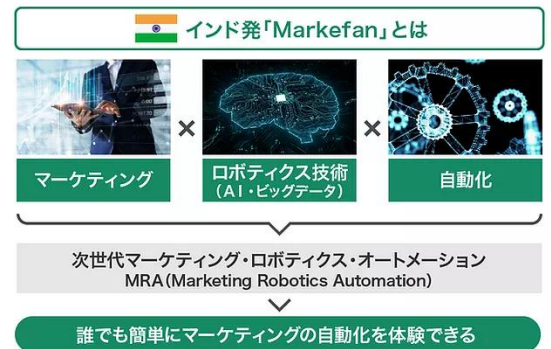 インド発「Markefan」とは
マーケティング
×
ロボティクス技術
（AI・ビッグデータ）
×
自動化
次世代マーケティング・ロボティクス・オートメーション
MRA（Marketing Robotics Automation）
誰でも簡単にマーケティングの自動化を体験できる